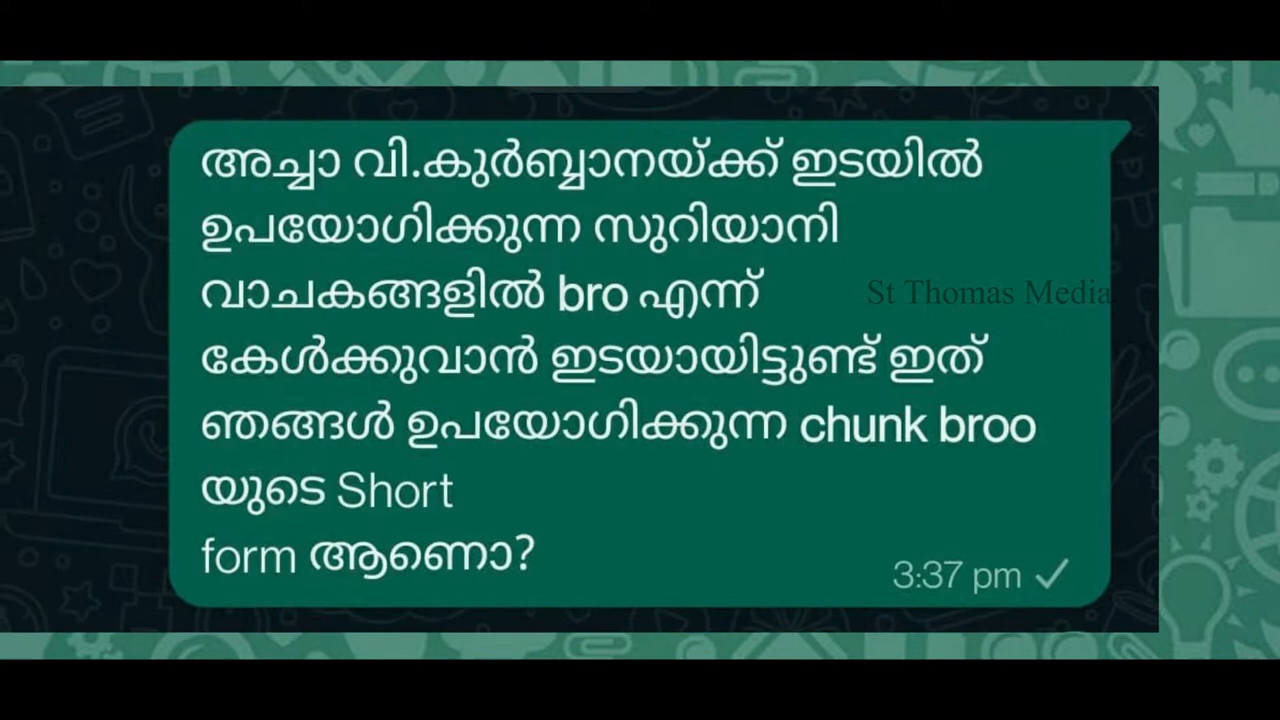 അച്ചാ വി.കുർബ്ബാനയ്ക്ക് ഇടയിൽ
ഉപയോഗിക്കുന്ന സുറിയാനി
വാചകങ്ങളിൽ bro എന്ന്
St Thomas Media
കേൾക്കുവാൻ ഇടയായിട്ടുണ്ട് ഇത്
ഞങ്ങൾ ഉപയോഗിക്കുന്ന chunk broo
യുടെ Short
form ആണൊ?
3:37 pm